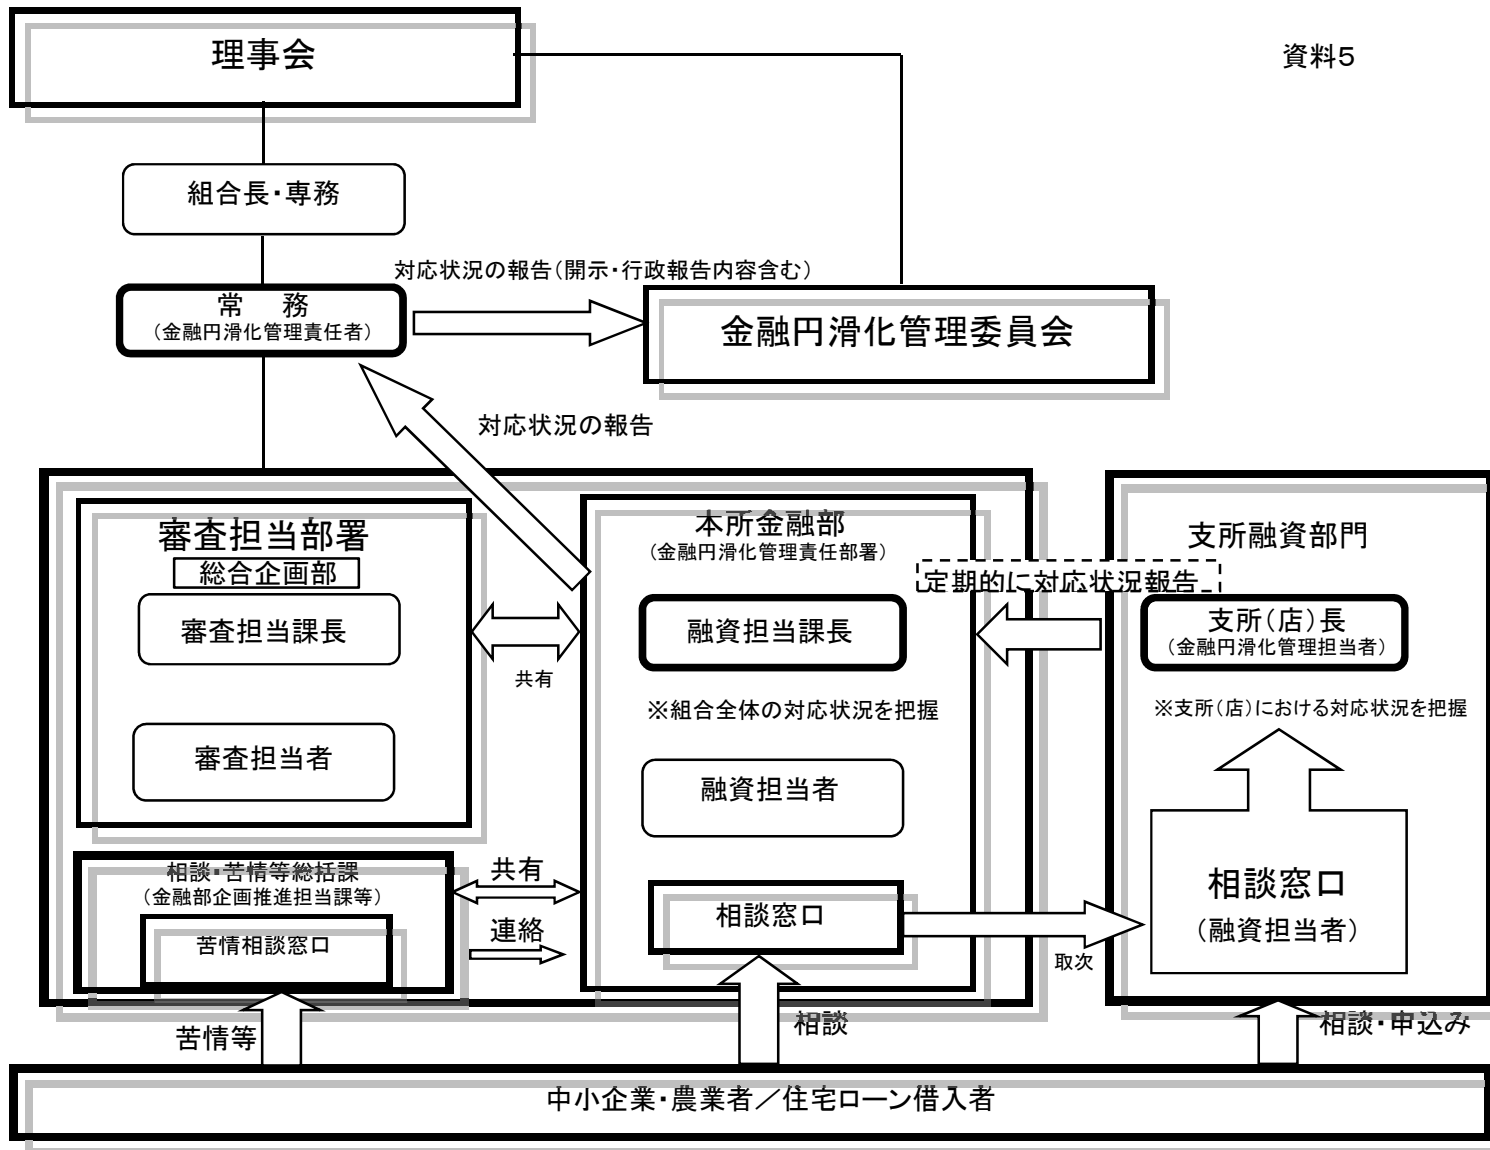 理事会
資料5
組合長・専務
対応状況の報告（開示・行政報告内容含む）
常　務
（金融円滑化管理責任者）
金融円滑化管理委員会
対応状況の報告
審査担当部署
総合企画部
審査担当課長
審査担当者
共有
本所金融部
（金融円滑化管理責任部署）
融資担当課長
※組合全体の対応状況を把握
融資担当者
相談窓口
定期的に対応状況報告
支所融資部門
支所（店）長
（金融円滑化管理担当者）
※支所（店）における対応状況を把握
相談窓口
（融資担当者）
相談・苦情等総括課
（金融部企画推進担当課等）
苦情相談窓口
共有
連絡
取次
苦情等
相談
相談・申込み
中小企業・農業者／住宅ローン借入者